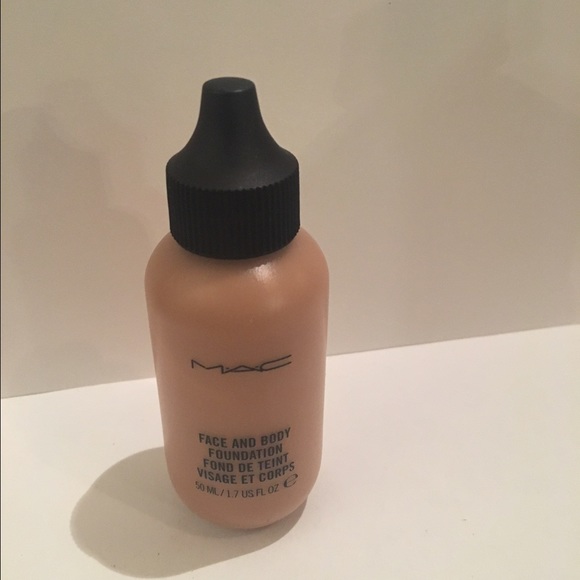 MAC
FACE AND BODY
FOUNDATION
FOND DE TEINT
VISAGE ET CORPS
50 ML / 1.7 US FL OZ ℮